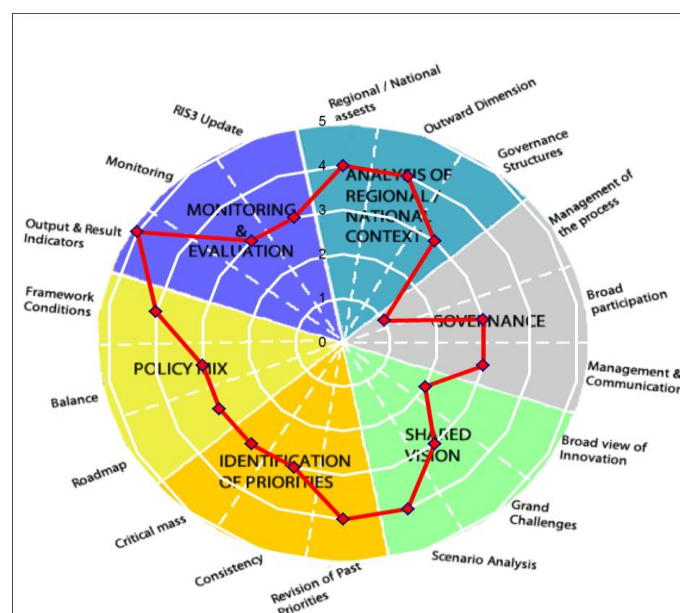 Regional / National
assests
Outward Dimension
Governance
Structures
Management of
the process
Broad
participation
Management &
Communication
Broad view of
Innovation
Grand
Challenges
Scenario Analysis
Revision of Past
Priorities
Consistency
Critical mass
Roadmap
Balance
Framework
Conditions
Output & Result
Indicators
Monitoring
RIS3 Update
5
4
3
2
1
0
ANALYSIS OF
REGIONAL /
NATIONAL
CONTEXT
GOVERNANCE
SHARED
VISION
IDENTIFICATION
OF PRIORITIES
POLICY MIX
MONITORING
&
EVALUATION